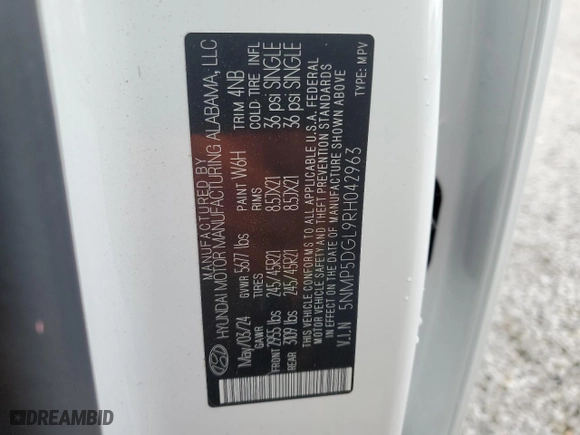 MANUFACTURED BY
HYUNDAI MOTOR MANUFACTURING ALABAMA, LLC
May/03/24 GVWR 5677 lbs PAINT W6H TRIM 4NB
GAWR TIRES RIMS COLD TIRE INFL
FRONT 2955 lbs 245/45R21 8.5JX21 36 psi SINGLE
REAR 3109 lbs 245/45R21 8.5JX21 36 psi SINGLE
THIS VEHICLE CONFORMS TO ALL APPLICABLE U.S.A. FEDERAL
MOTOR VEHICLE SAFETY AND THEFT PREVENTION STANDARDS
IN EFFECT ON THE DATE OF MANUFACTURE SHOWN ABOVE
V.I.N 5NMP5DGL9RH042963 TYPE: MPV
DREAMBID